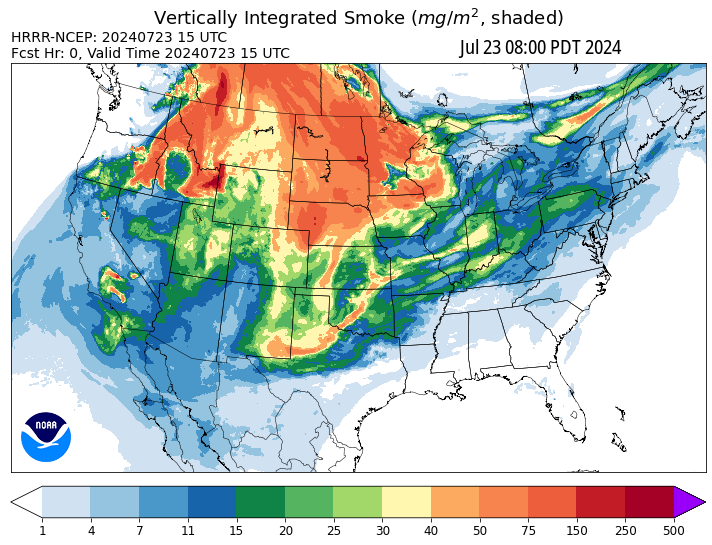 Vertically Integrated Smoke (mg/m², shaded)
HRRR-NCEP: 20240723 15 UTC
Fcst Hr: 0, Valid Time 20240723 15 UTC
Jul 23 08:00 PDT 2024
NOAA
1 4 7 11 15 20 25 30 40 50 75 150 250 500